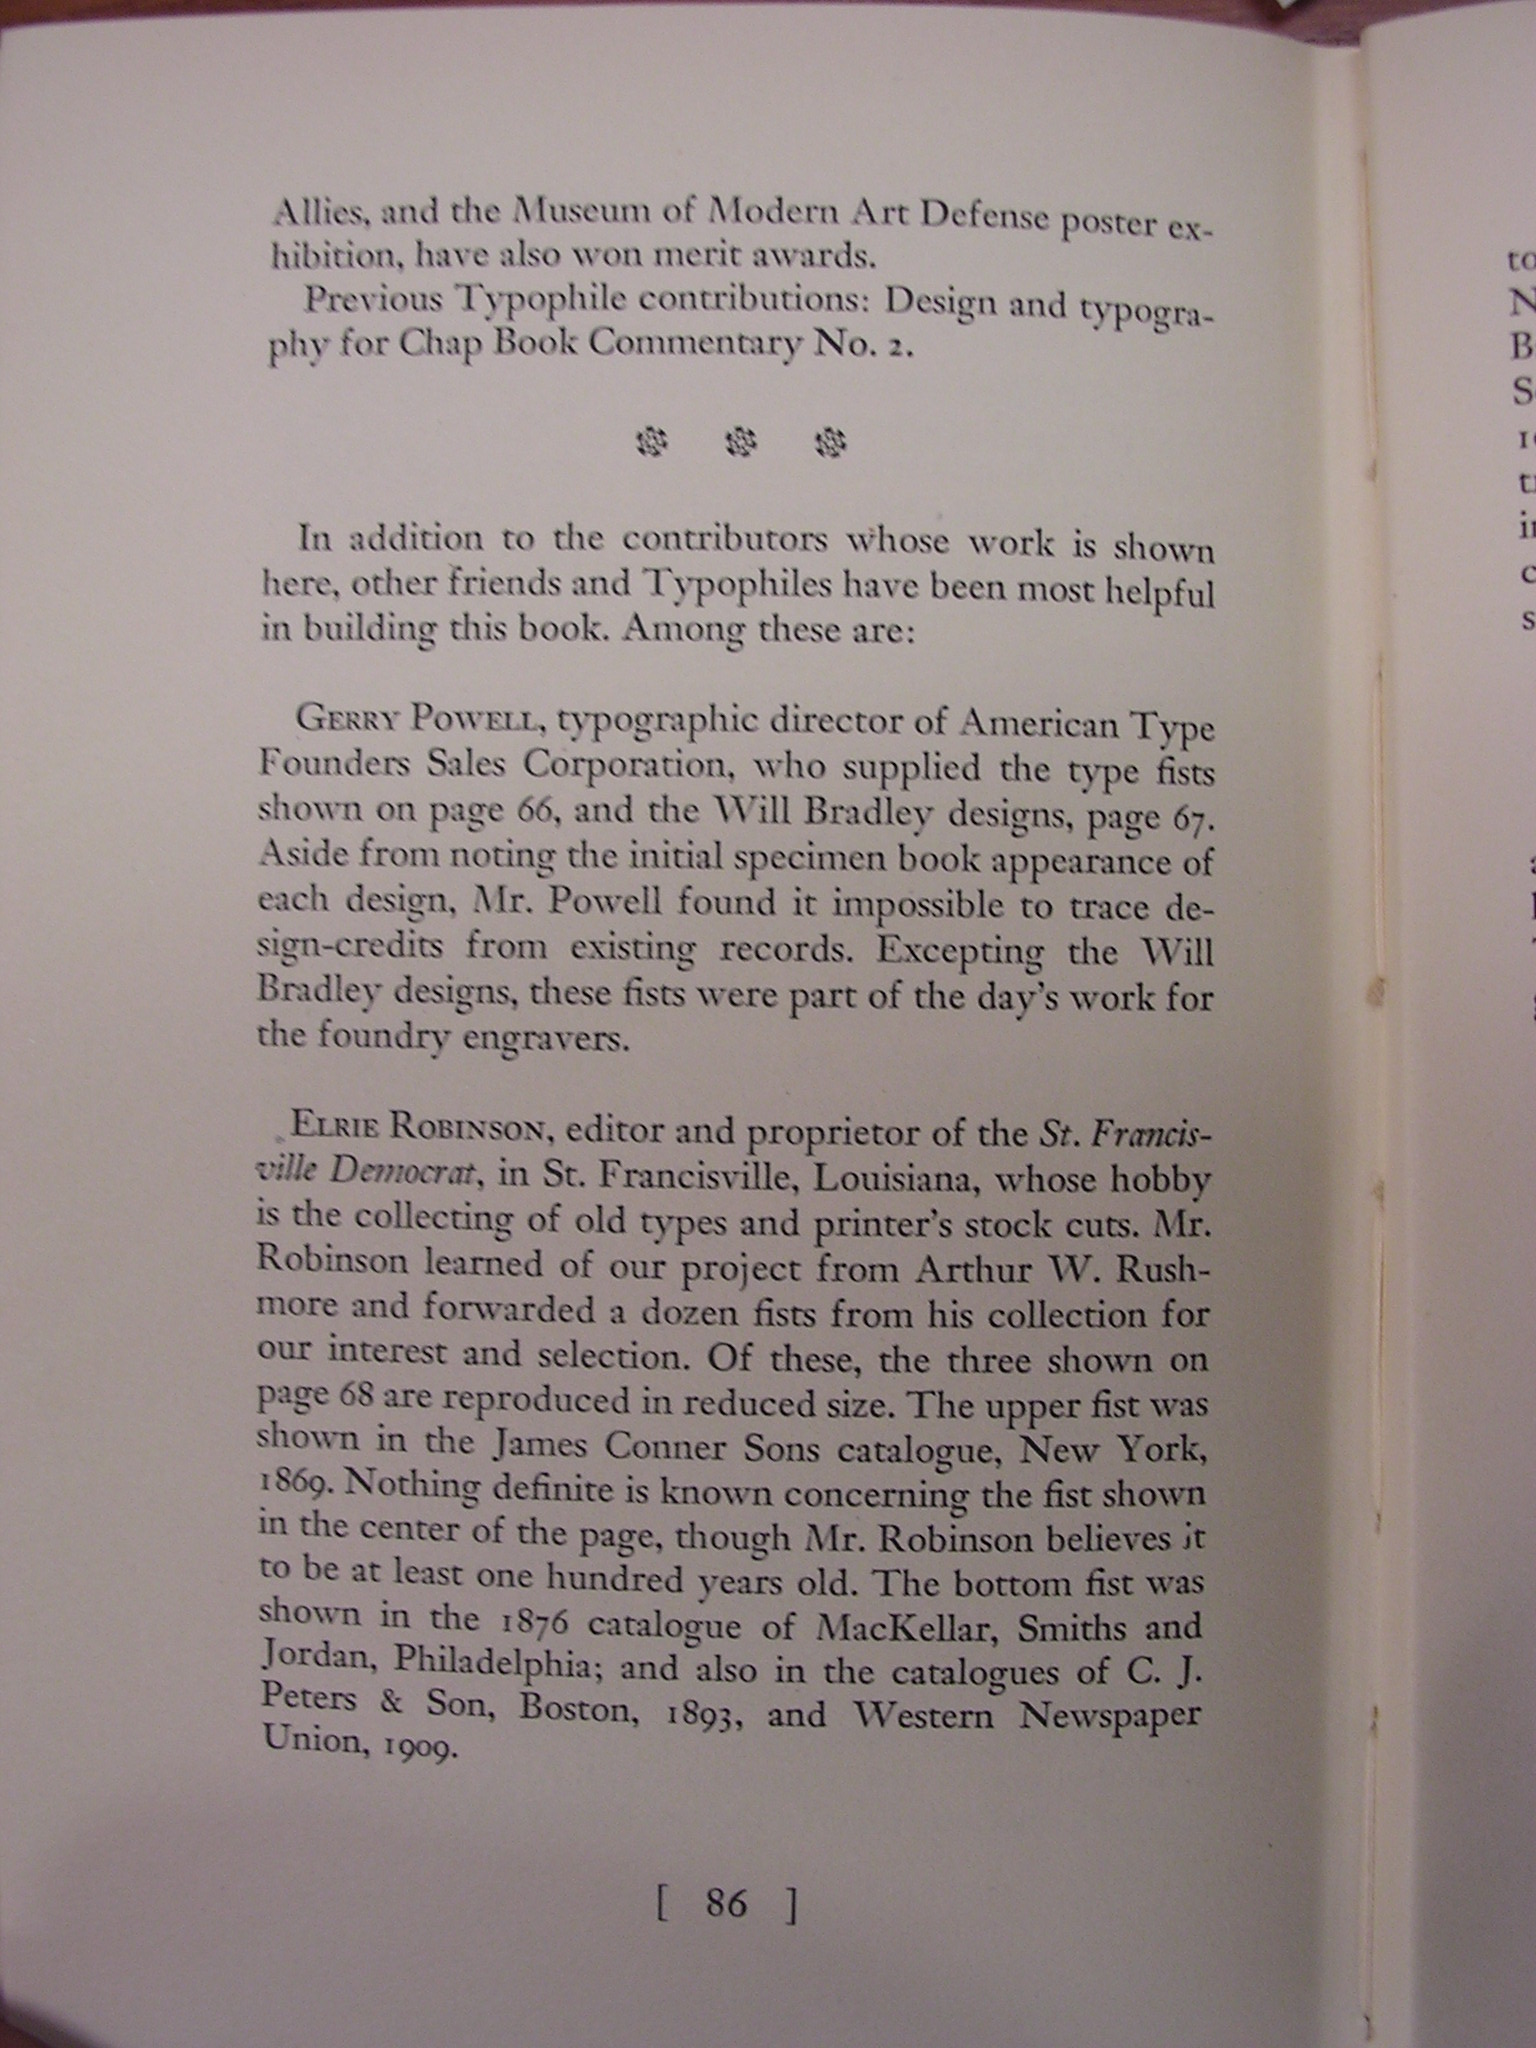 Allies, and the Museum of Modern Art Defense poster ex-
hibition, have also won merit awards.
Previous Typophile contributions: Design and typogra-
phy for Chap Book Commentary No. 2.
In addition to the contributors whose work is shown
here, other friends and Typophiles have been most helpful
in building this book. Among these are:
GERRY POWELL, typographic director of American Type
Founders Sales Corporation, who supplied the type fists
shown on page 66, and the Will Bradley designs, page 67.
Aside from noting the initial specimen book appearance of
each design, Mr. Powell found it impossible to trace de-
sign-credits from existing records. Excepting the Will
Bradley designs, these fists were part of the day's work for
the foundry engravers.
ELRIE ROBINSON, editor and proprietor of the St. Francis-
ville Democrat, in St. Francisville, Louisiana, whose hobby
is the collecting of old types and printer's stock cuts. Mr.
Robinson learned of our project from Arthur W. Rush-
more and forwarded a dozen fists from his collection for
our interest and selection. Of these, the three shown on
page 68 are reproduced in reduced size. The upper fist was
shown in the James Conner Sons catalogue, New York,
1869. Nothing definite is known concerning the fist shown
in the center of the page, though Mr. Robinson believes it
to be at least one hundred years old. The bottom fist was
shown in the 1876 catalogue of MacKellar, Smiths and
Jordan, Philadelphia; and also in the catalogues of C. J.
Peters & Son, Boston, 1893, and Western Newspaper
Union, 1909.
[ 86 ]